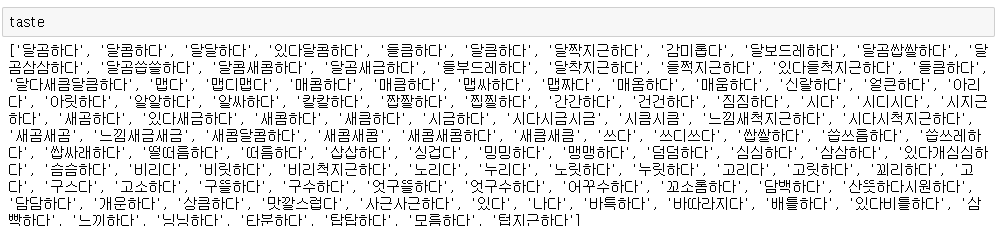 taste
['달곰하다', '달콤하다', '달달하다', '있다달콤하다', '들큼하다', '달큼하다', '달짝지근하다', '감미롭다', '달보드레하다', '달곰쌉쌀하다', '달
곰삼삼하다', '달곰씁쓸하다', '달콤새콤하다', '달곰새금하다', '들부드레하다', '달착지근하다', '들쩍지근하다', '있다들척지근하다', '들큼하다',
'달다새큼달큼하다', '맵다', '맵디맵다', '매콤하다', '매큼하다', '맵싸하다', '맵짜다', '매옴하다', '매움하다', '신랄하다', '얼큰하다', '아리
다', '아릿하다', '알알하다', '알싸하다', '칼칼하다', '짭짤하다', '찝찔하다', '간간하다', '건건하다', '짐짐하다', '시다', '시디시다', '시지근
하다', '새곰하다', '있다새금하다', '새콤하다', '새큼하다', '시금하다', '시다시금시금', '시큼시큼', '느낌새척지근하다', '시다시척지근하다',
'새곰새곰', '느낌새금새금', '새콤달콤하다', '새콤새콤', '새콤새콤하다', '새큼새큼', '쓰다', '쓰디쓰다', '쌉쌀하다', '씁쓰름하다', '씁쓰레하
다', '쌉싸래하다', '떨떠름하다', '떠름하다', '삽삽하다', '싱겁다', '밍밍하다', '맹맹하다', '덤덤하다', '심심하다', '삼삼하다', '있다개심심하
다', '슴슴하다', '비리다', '비릿하다', '비리척지근하다', '노리다', '누리다', '노릿하다', '누릿하다', '고리다', '고릿하다', '꾀리하다', '고
다', '구스다', '고소하다', '구뜰하다', '구수하다', '엇구뜰하다', '엇구수하다', '어꾸수하다', '꼬소롬하다', '담백하다', '산뜻하다시원하다',
'담담하다', '개운하다', '상큼하다', '맛깔스럽다', '사근사근하다', '있다', '나다', '바특하다', '바따라지다', '배틀하다', '있다비틀하다', '삼
빡하다', '느끼하다', '닝닝하다', '타분하다', '탑탑하다', '모름하다', '텁지근하다']